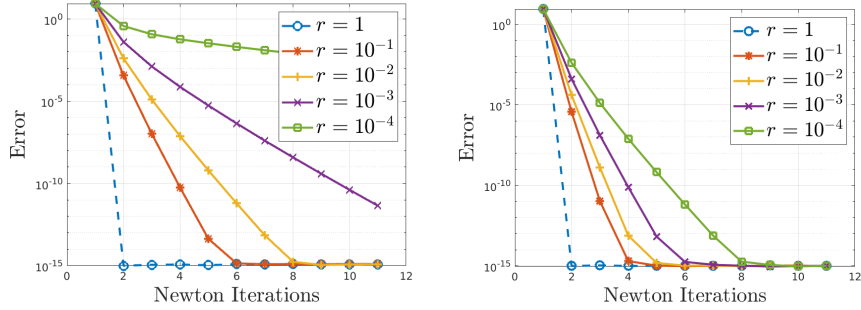 Error
10^0
10^-5
10^-10
10^-15
0 2 4 6 8 10 12
Newton Iterations
r = 1
r = 10^-1
r = 10^-2
r = 10^-3
r = 10^-4
Error
10^0
10^-5
10^-10
10^-15
0 2 4 6 8 10 12
Newton Iterations
r = 1
r = 10^-1
r = 10^-2
r = 10^-3
r = 10^-4